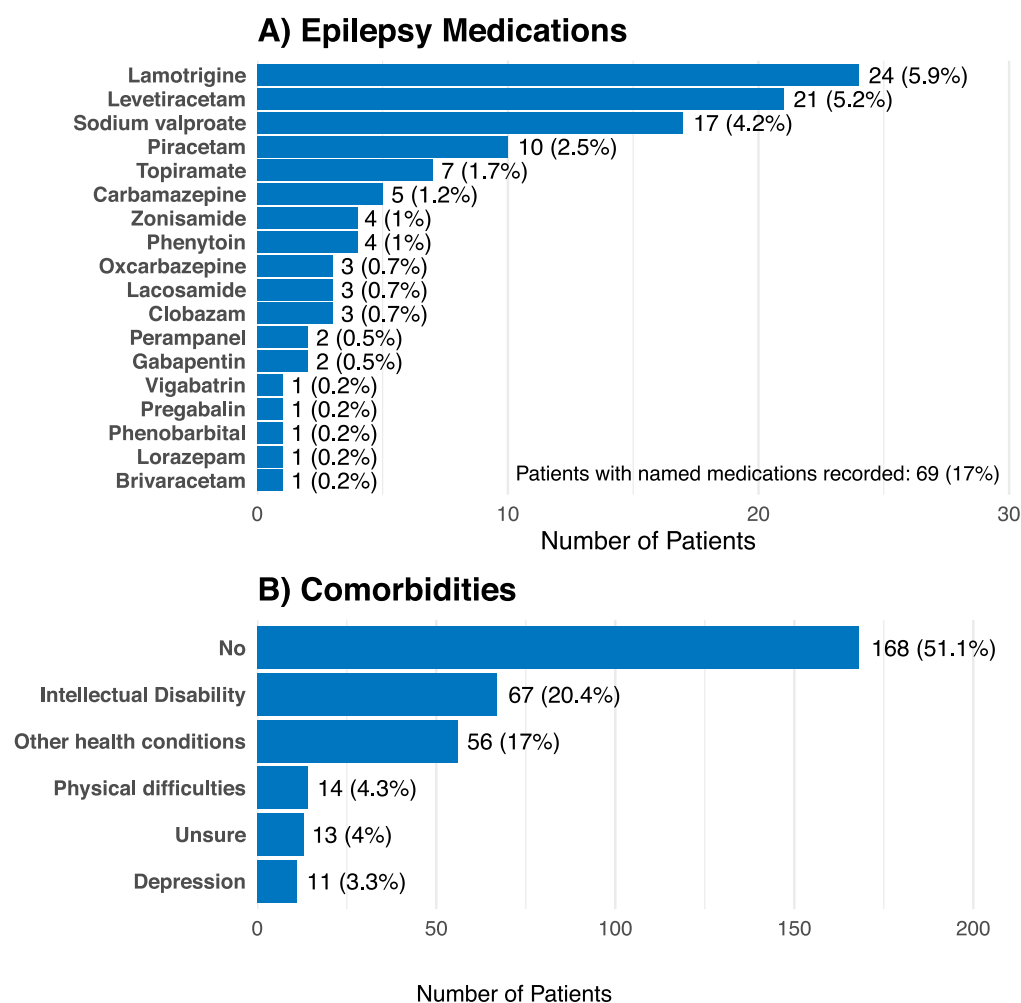 A) Epilepsy Medications
Lamotrigine 24 (5.9%)
Levetiracetam 21 (5.2%)
Sodium valproate 17 (4.2%)
Piracetam 10 (2.5%)
Topiramate 7 (1.7%)
Carbamazepine 5 (1.2%)
Zonisamide 4 (1%)
Phenytoin 4 (1%)
Oxcarbazepine 3 (0.7%)
Lacosamide 3 (0.7%)
Clobazam 3 (0.7%)
Perampanel 2 (0.5%)
Gabapentin 2 (0.5%)
Vigabatrin 1 (0.2%)
Pregabalin 1 (0.2%)
Phenobarbital 1 (0.2%)
Lorazepam 1 (0.2%)
Brivaracetam 1 (0.2%) Patients with named medications recorded: 69 (17%)
0 10 20 30
Number of Patients
B) Comorbidities
No 168 (51.1%)
Intellectual Disability 67 (20.4%)
Other health conditions 56 (17%)
Physical difficulties 14 (4.3%)
Unsure 13 (4%)
Depression 11 (3.3%)
0 50 100 150 200
Number of Patients